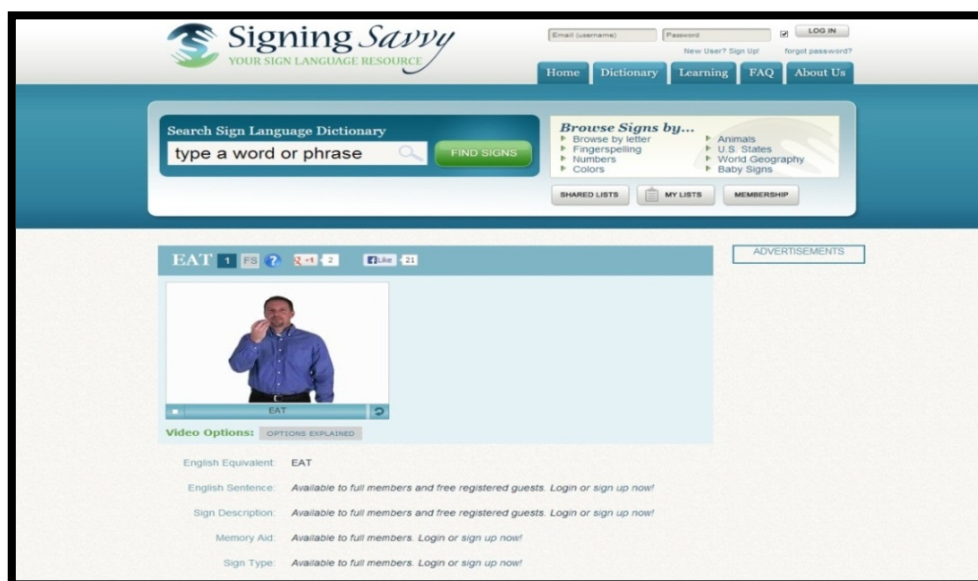 Signing Savvy
YOUR SIGN LANGUAGE RESOURCE
Email (username)
Password
LOG IN
New User? Sign Up!
forgot password?
Home
Dictionary
Learning
FAQ
About Us
Search Sign Language Dictionary
type a word or phrase
FIND SIGNS
Browse Signs by...
Browse by letter
Fingerspelling
Numbers
Colors
Animals
U.S. States
World Geography
Baby Signs
SHARED LISTS
MY LISTS
MEMBERSHIP
EAT 1 FS ? g +1 2 f Like 21
ADVERTISEMENTS
EAT
Video Options: OPTIONS EXPLAINED
English Equivalent: EAT
English Sentence: Available to full members and free registered guests. Login or sign up now!
Sign Description: Available to full members and free registered guests. Login or sign up now!
Memory Aid: Available to full members. Login or sign up now!
Sign Type: Available to full members. Login or sign up now!